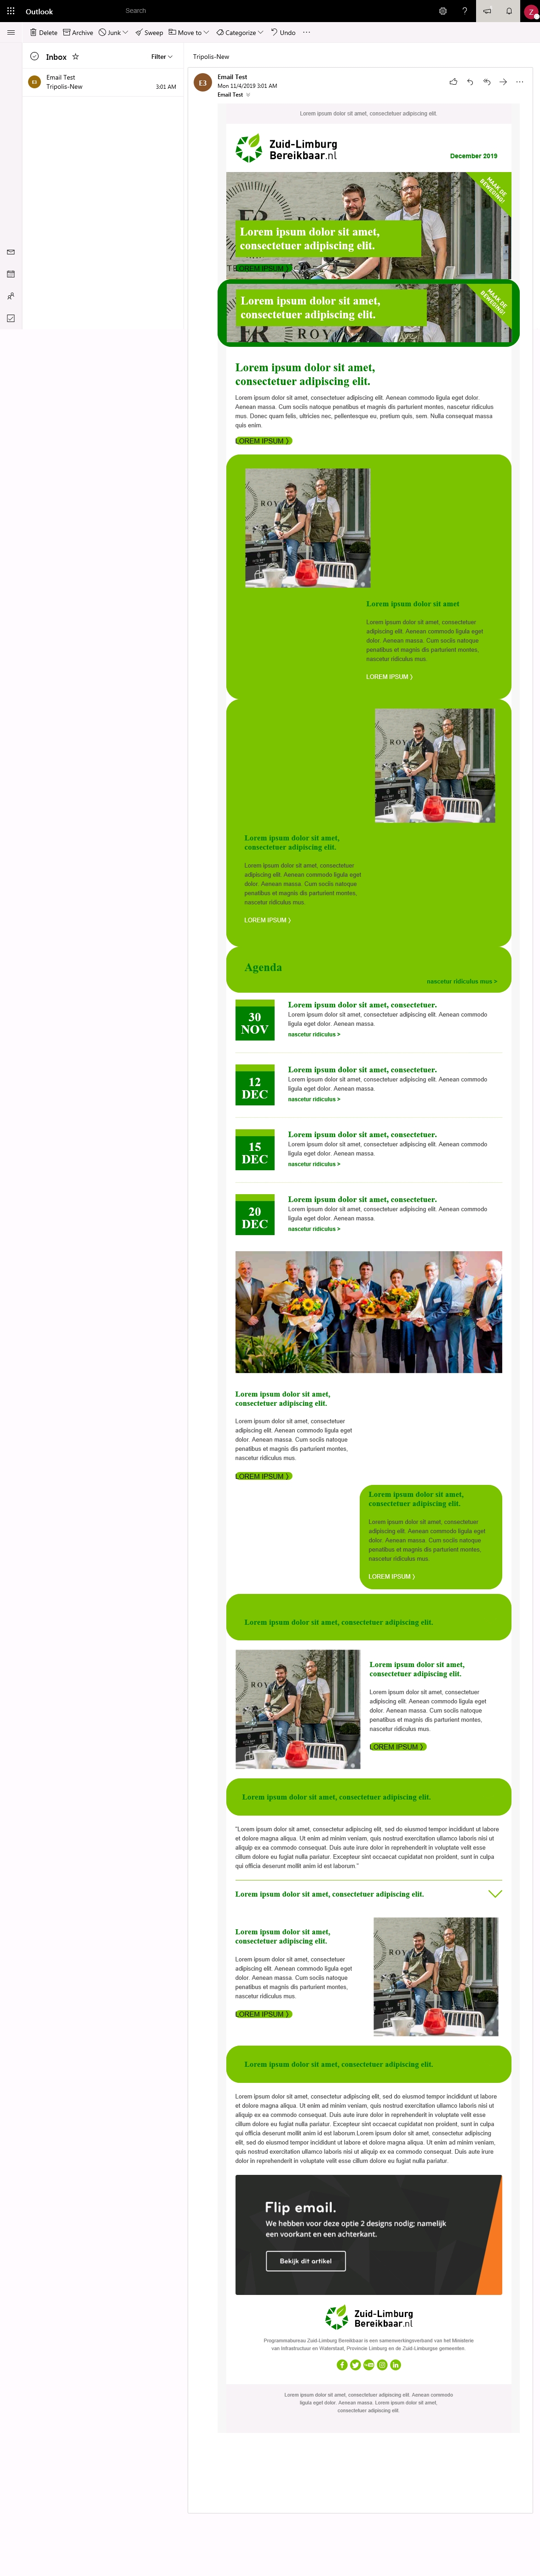 Outlook
Search
Delete Archive Junk Sweep Move to Categorize Undo
Inbox
Filter
Tripolis-New
E3
Email Test
Tripolis-New
3:01 AM
E3
Email Test
Mon 11/4/2019 3:01 AM
Email Test
Lorem ipsum dolor sit amet, consectetuer adipiscing elit.
Zuid-Limburg
Bereikbaar.nl
December 2019
MAAK DE
BEWEGING!
Lorem ipsum dolor sit amet,
consectetuer adipiscing elit.
LOREM IPSUM 〉
MAAK DE
BEWEGING!
Lorem ipsum dolor sit amet,
consectetuer adipiscing elit.
Lorem ipsum dolor sit amet,
consectetuer adipiscing elit.
Lorem ipsum dolor sit amet, consectetuer adipiscing elit. Aenean commodo ligula eget dolor.
Aenean massa. Cum sociis natoque penatibus et magnis dis parturient montes, nascetur ridiculus
mus. Donec quam felis, ultricies nec, pellentesque eu, pretium quis, sem. Nulla consequat massa
quis enim.
LOREM IPSUM 〉
Lorem ipsum dolor sit amet
Lorem ipsum dolor sit amet, consectetuer
adipiscing elit. Aenean commodo ligula eget
dolor. Aenean massa. Cum sociis natoque
penatibus et magnis dis parturient montes,
nascetur ridiculus mus.
LOREM IPSUM 〉
Lorem ipsum dolor sit amet,
consectetuer adipiscing elit.
Lorem ipsum dolor sit amet, consectetuer
adipiscing elit. Aenean commodo ligula eget
dolor. Aenean massa. Cum sociis natoque
penatibus et magnis dis parturient montes,
nascetur ridiculus mus.
LOREM IPSUM 〉
Agenda
nascetur ridiculus mus >
30
NOV
Lorem ipsum dolor sit amet, consectetuer.
Lorem ipsum dolor sit amet, consectetuer adipiscing elit. Aenean commodo
ligula eget dolor. Aenean massa.
nascetur ridiculus >
12
DEC
Lorem ipsum dolor sit amet, consectetuer.
Lorem ipsum dolor sit amet, consectetuer adipiscing elit. Aenean commodo
ligula eget dolor. Aenean massa.
nascetur ridiculus >
15
DEC
Lorem ipsum dolor sit amet, consectetuer.
Lorem ipsum dolor sit amet, consectetuer adipiscing elit. Aenean commodo
ligula eget dolor. Aenean massa.
nascetur ridiculus >
20
DEC
Lorem ipsum dolor sit amet, consectetuer.
Lorem ipsum dolor sit amet, consectetuer adipiscing elit. Aenean commodo
ligula eget dolor. Aenean massa.
nascetur ridiculus >
Lorem ipsum dolor sit amet,
consectetuer adipiscing elit.
Lorem ipsum dolor sit amet, consectetuer
adipiscing elit. Aenean commodo ligula eget
dolor. Aenean massa. Cum sociis natoque
penatibus et magnis dis parturient montes,
nascetur ridiculus mus.
LOREM IPSUM 〉
Lorem ipsum dolor sit amet,
consectetuer adipiscing elit.
Lorem ipsum dolor sit amet, consectetuer
adipiscing elit. Aenean commodo ligula eget
dolor. Aenean massa. Cum sociis natoque
penatibus et magnis dis parturient montes,
nascetur ridiculus mus.
LOREM IPSUM 〉
Lorem ipsum dolor sit amet, consectetuer adipiscing elit.
Lorem ipsum dolor sit amet,
consectetuer adipiscing elit.
Lorem ipsum dolor sit amet, consectetuer
adipiscing elit. Aenean commodo ligula eget
dolor. Aenean massa. Cum sociis natoque
penatibus et magnis dis parturient montes,
nascetur ridiculus mus.
LOREM IPSUM 〉
Lorem ipsum dolor sit amet, consectetuer adipiscing elit.
"Lorem ipsum dolor sit amet, consectetur adipiscing elit, sed do eiusmod tempor incididunt ut labore
et dolore magna aliqua. Ut enim ad minim veniam, quis nostrud exercitation ullamco laboris nisi ut
aliquip ex ea commodo consequat. Duis aute irure dolor in reprehenderit in voluptate velit esse
cillum dolore eu fugiat nulla pariatur. Excepteur sint occaecat cupidatat non proident, sunt in culpa
qui officia deserunt mollit anim id est laborum."
Lorem ipsum dolor sit amet, consectetuer adipiscing elit.
Lorem ipsum dolor sit amet,
consectetuer adipiscing elit.
Lorem ipsum dolor sit amet, consectetuer
adipiscing elit. Aenean commodo ligula eget
dolor. Aenean massa. Cum sociis natoque
penatibus et magnis dis parturient montes,
nascetur ridiculus mus.
LOREM IPSUM 〉
Lorem ipsum dolor sit amet, consectetuer adipiscing elit.
Lorem ipsum dolor sit amet, consectetur adipiscing elit, sed do eiusmod tempor incididunt ut labore
et dolore magna aliqua. Ut enim ad minim veniam, quis nostrud exercitation ullamco laboris nisi ut
aliquip ex ea commodo consequat. Duis aute irure dolor in reprehenderit in voluptate velit esse
cillum dolore eu fugiat nulla pariatur. Excepteur sint occaecat cupidatat non proident, sunt in culpa
qui officia deserunt mollit anim id est laborum.Lorem ipsum dolor sit amet, consectetur adipiscing
elit, sed do eiusmod tempor incididunt ut labore et dolore magna aliqua. Ut enim ad minim veniam,
quis nostrud exercitation ullamco laboris nisi ut aliquip ex ea commodo consequat. Duis aute irure
dolor in reprehenderit in voluptate velit esse cillum dolore eu fugiat nulla pariatur.
Flip email.
We hebben voor deze optie 2 designs nodig; namelijk
een voorkant en een achterkant.
Bekijk dit artikel
Zuid-Limburg
Bereikbaar.nl
Programmabureau Zuid-Limburg Bereikbaar is een samenwerkingsverband van het Ministerie
van Infrastructuur en Waterstaat, Provincie Limburg en de Zuid-Limburgse gemeenten.
Lorem ipsum dolor sit amet, consectetuer adipiscing elit. Aenean commodo
ligula eget dolor. Aenean massa. Lorem ipsum dolor sit amet,
consectetuer adipiscing elit.